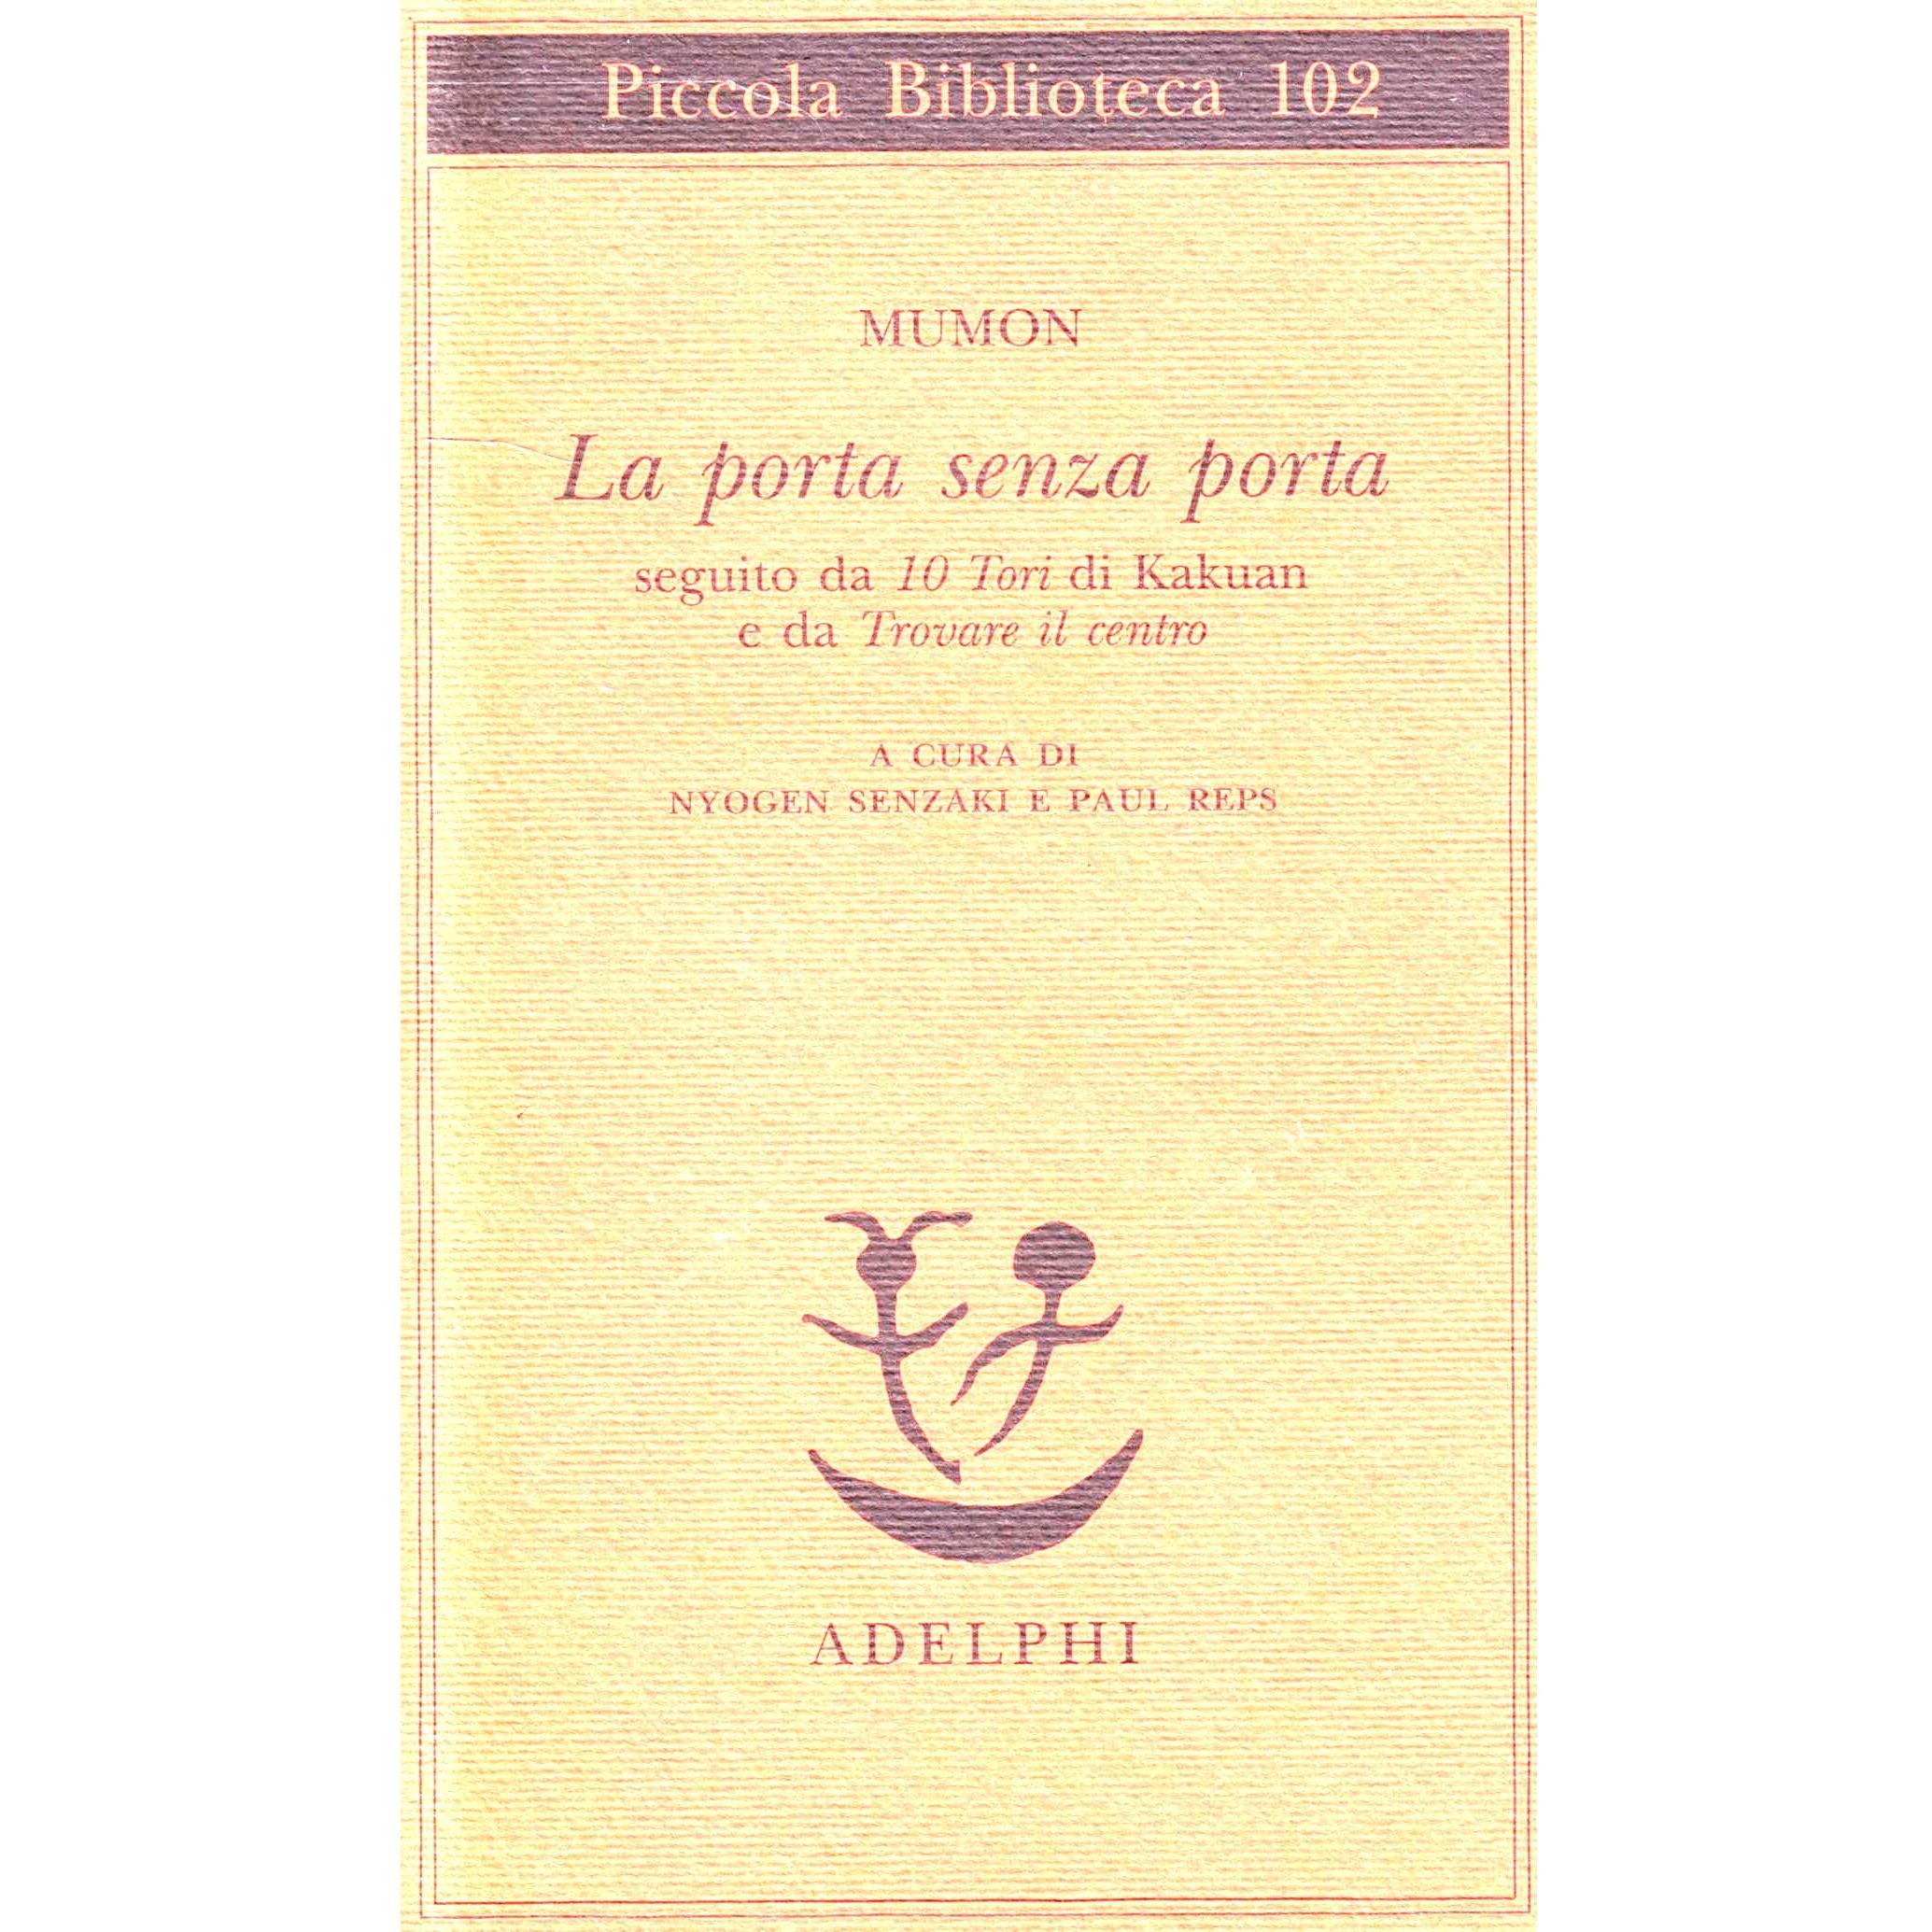 Piccola Biblioteca 102
MUMON
La porta senza porta
seguito da 10 Tori di Kakuan
e da Trovare il centro
A CURA DI
NYOGEN SENZAKI E PAUL REPS
ADELPHI